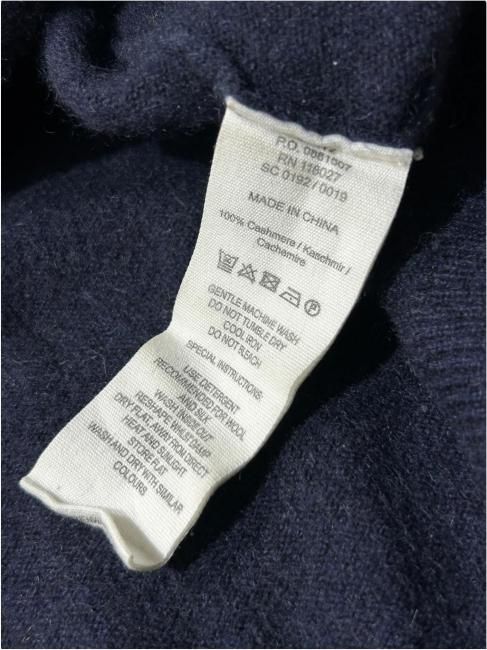 P.O. 0881507
RN 118027
SC 0192 / 0019
MADE IN CHINA
100% Cashmere / Kaschmir /
Cachemire
GENTLE MACHINE WASH
DO NOT TUMBLE DRY
COOL IRON
DO NOT BLEACH
SPECIAL INSTRUCTIONS:
USE DETERGENT
RECOMMENDED FOR WOOL
AND SILK
WASH INSIDE OUT
RESHAPE WHILST DAMP
DRY FLAT, AWAY FROM DIRECT
HEAT AND SUNLIGHT
STORE FLAT
WASH AND DRY WITH SIMILAR
COLOURS